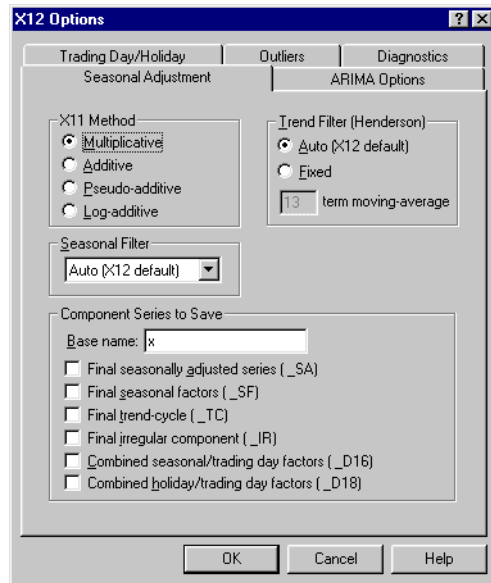 X12 Options
Trading Day/Holiday Outliers Diagnostics
Seasonal Adjustment ARIMA Options
X11 Method
Multiplicative
Additive
Pseudo-additive
Log-additive
Trend Filter (Henderson)
Auto (X12 default)
Fixed
13 term moving-average
Seasonal Filter
Auto (X12 default)
Component Series to Save
Base name: x
Final seasonally adjusted series ( _SA)
Final seasonal factors ( _SF)
Final trend-cycle ( _TC)
Final irregular component ( _IR)
Combined seasonal/trading day factors ( _D16)
Combined holiday/trading day factors ( _D18)
OK Cancel Help